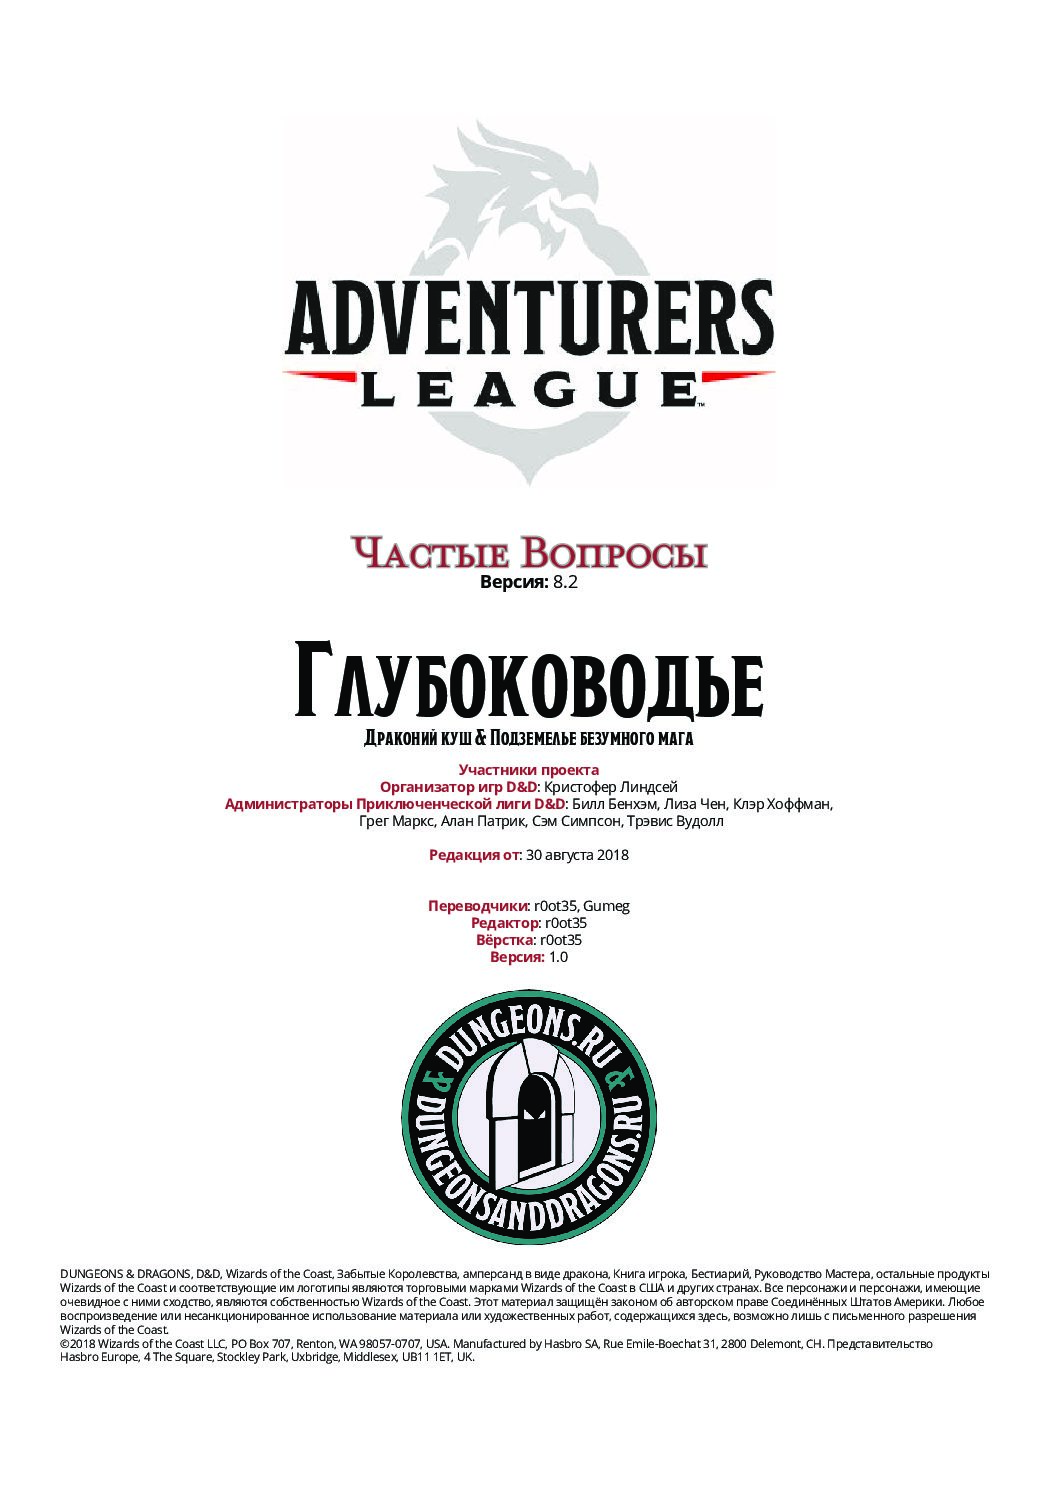 ADVENTURERS
LEAGUE™
Частые Вопросы
Версия: 8.2
Глубоководье
Драконий куш & Подземелье безумного мага
Участники проекта
Организатор игр D&D: Кристофер Линдсей
Администраторы Приключенческой лиги D&D: Билл Бенхэм, Лиза Чен, Клэр Хоффман,
Грег Маркс, Алан Патрик, Сэм Симпсон, Трэвис Вудолл
Редакция от: 30 августа 2018
Переводчики: r0ot35, Gumeg
Редактор: r0ot35
Вёрстка: r0ot35
Версия: 1.0
& DUNGEONS.RU &
DUNGEONSANDDRAGONS.RU
DUNGEONS & DRAGONS, D&D, Wizards of the Coast, Забытые Королевства, амперсанд в виде дракона, Книга игрока, Бестиарий, Руководство Мастера, остальные продукты
Wizards of the Coast и соответствующие им логотипы являются торговыми марками Wizards of the Coast в США и других странах. Все персонажи и персонажи, имеющие
очевидное с ними сходство, являются собственностью Wizards of the Coast. Этот материал защищён законом об авторском праве Соединённых Штатов Америки. Любое
воспроизведение или несанкционированное использование материала или художественных работ, содержащихся здесь, возможно лишь с письменного разрешения
Wizards of the Coast.
©2018 Wizards of the Coast LLC, PO Box 707, Renton, WA 98057-0707, USA. Manufactured by Hasbro SA, Rue Emile-Boechat 31, 2800 Delemont, CH. Представительство
Hasbro Europe, 4 The Square, Stockley Park, Uxbridge, Middlesex, UB11 1ET, UK.